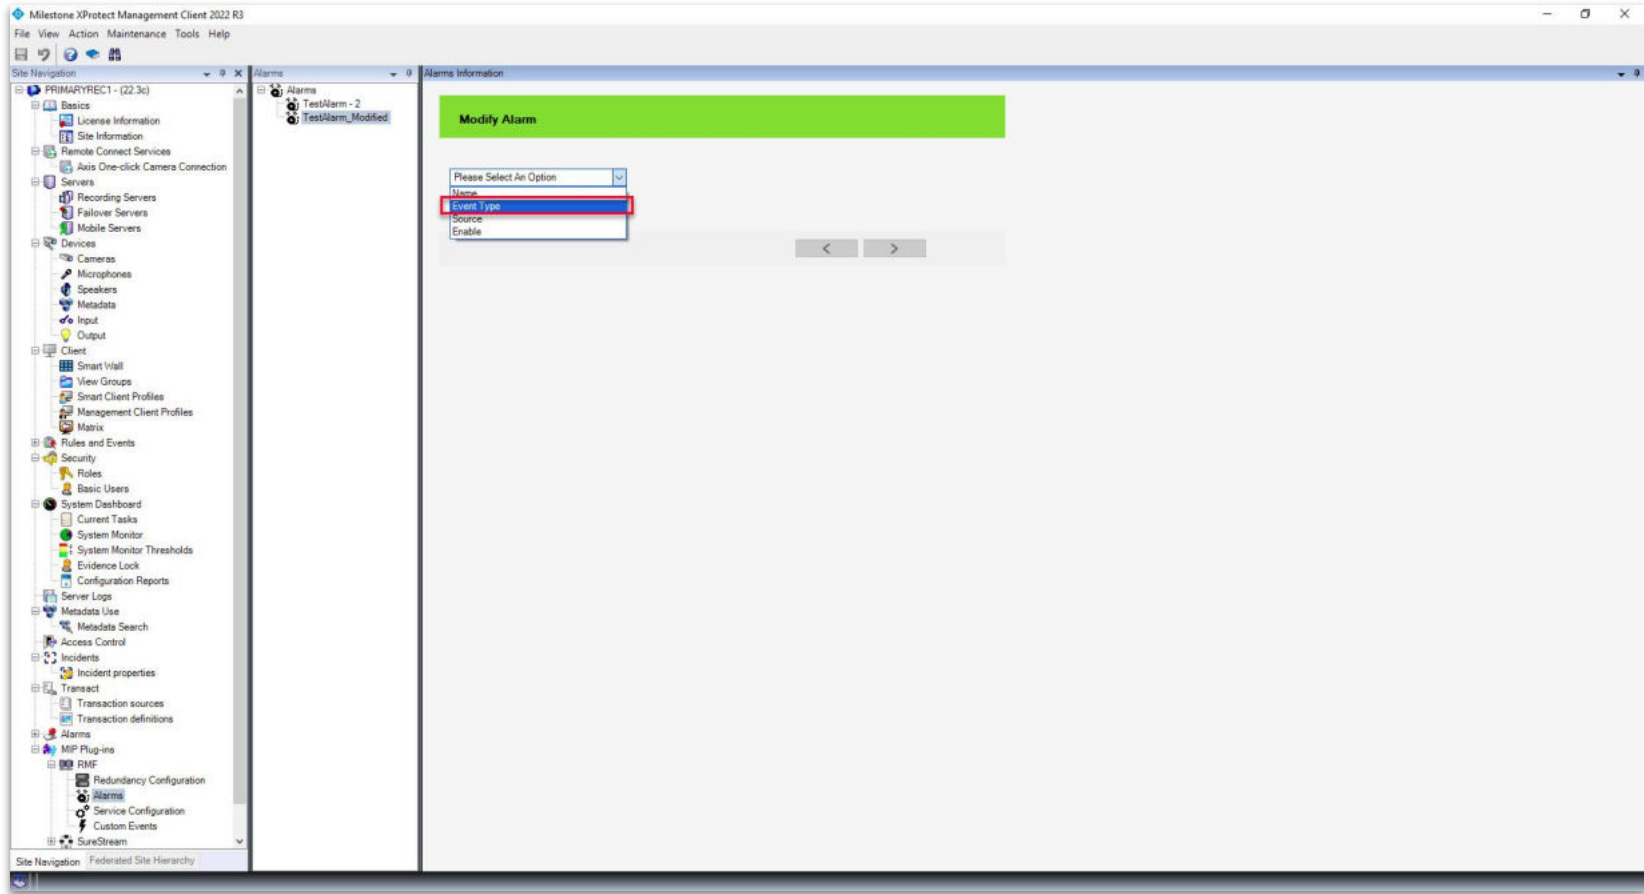 Milestone XProtect Management Client 2022 R3
File View Action Maintenance Tools Help
Site Navigation
PRIMARYREC1 - (22.3c)
Basics
License Information
Site Information
Remote Connect Services
Axis One-click Camera Connection
Servers
Recording Servers
Failover Servers
Mobile Servers
Devices
Cameras
Microphones
Speakers
Metadata
Input
Output
Client
Smart Wall
View Groups
Smart Client Profiles
Management Client Profiles
Matrix
Rules and Events
Security
Roles
Basic Users
System Dashboard
Current Tasks
System Monitor
System Monitor Thresholds
Evidence Lock
Configuration Reports
Server Logs
Metadata Use
Metadata Search
Access Control
Incidents
Incident properties
Transact
Transaction sources
Transaction definitions
Alarms
MIP Plug-ins
RMF
Redundancy Configuration
Alarms
Service Configuration
Custom Events
SureStream
Site Navigation Federated Site Hierarchy
Alarms
Alarms
TestAlarm - 2
TestAlarm_Modified
Alarms Information
Modify Alarm
Please Select An Option
Name
Event Type
Source
Enable
< >